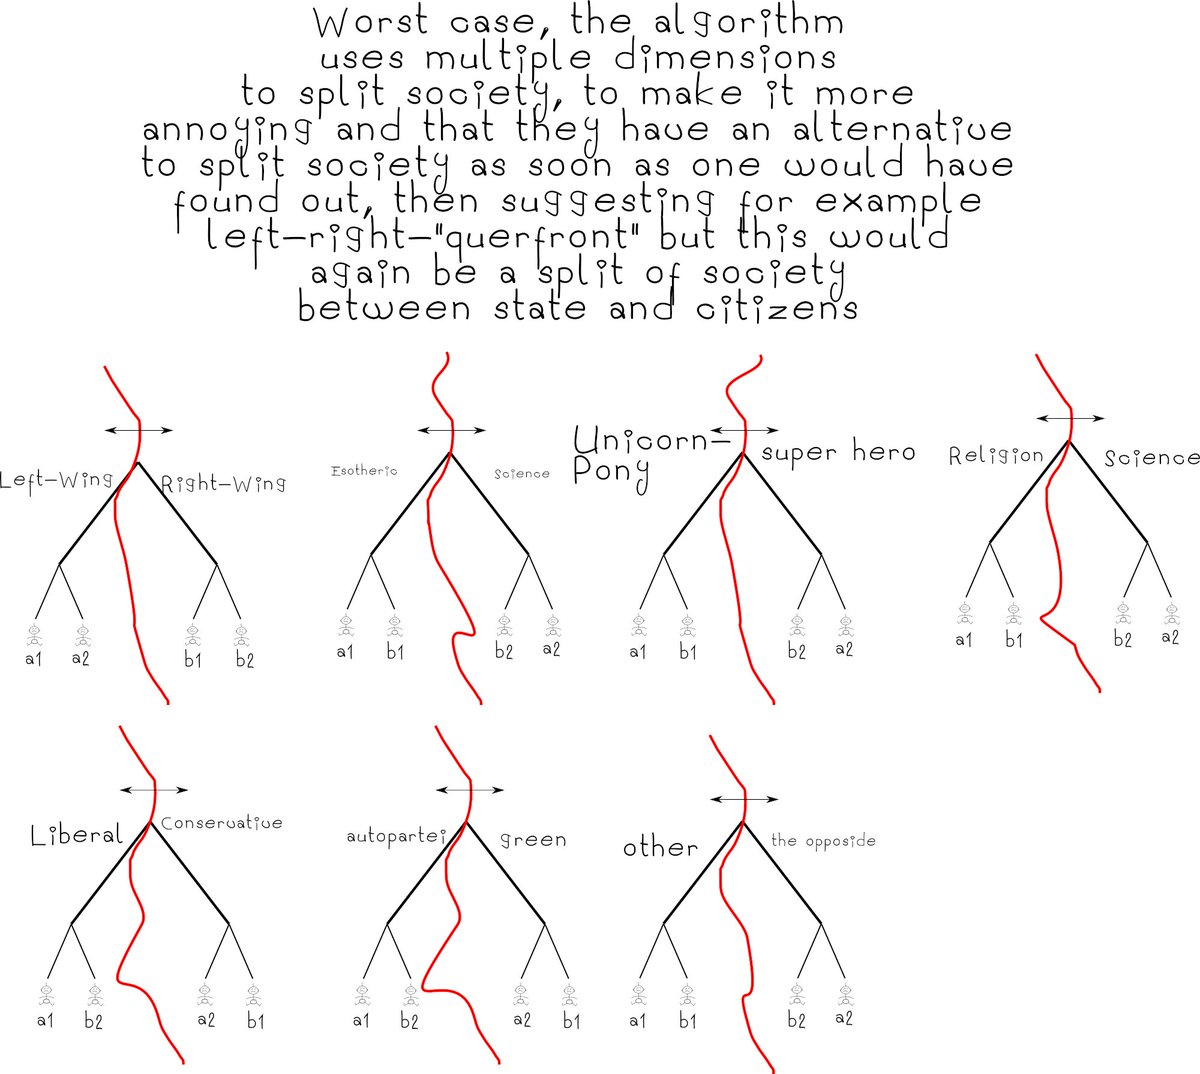 Worst case, the algorithm
uses multiple dimensions
to split society, to make it more
annoying and that they have an alternative
to split society as soon as one would have
found out, then suggesting for example
left-right-"querfront" but this would
again be a split of society
between state and citizens
Left-Wing
Right-Wing
a1 a2 b1 b2
Esotheric
Science
a1 b1 b2 a2
Unicorn-
Pony
super hero
a1 b1 b2 a2
Religion
Science
a1 b1 b2 a2
Liberal
Conservative
a1 b2 a2 b1
autopartei
green
a1 b2 a2 b1
other
the opposide
a1 b1 b2 a2